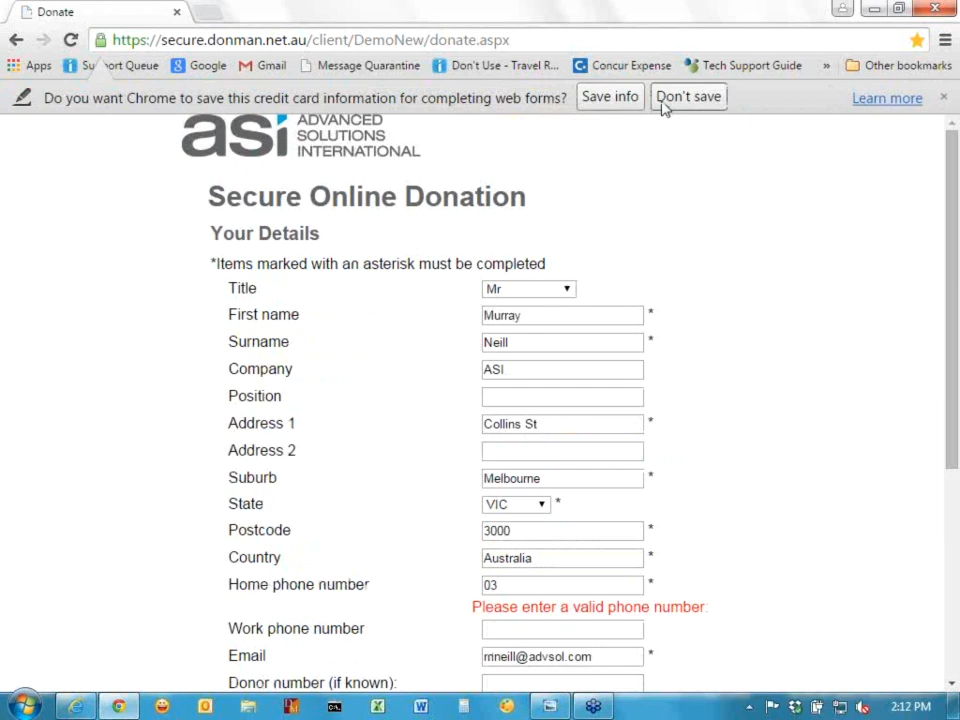 Donate
https://secure.donman.net.au/client/DemoNew/donate.aspx
Apps Google Gmail Message Quarantine Don't Use - Travel R... Concur Expense Tech Support Guide » Other bookmarks
Do you want Chrome to save this credit card information for completing web forms? Save info Don't save Learn more
asi ADVANCED
SOLUTIONS
INTERNATIONAL
Secure Online Donation
Your Details
*Items marked with an asterisk must be completed
Title Mr
First name Murray *
Surname Neill *
Company ASI
Position
Address 1 Collins St *
Address 2
Suburb Melbourne *
State VIC *
Postcode 3000 *
Country Australia *
Home phone number 03 *
Please enter a valid phone number:
Work phone number
Email *
Donor number (if known):
2:12 PM